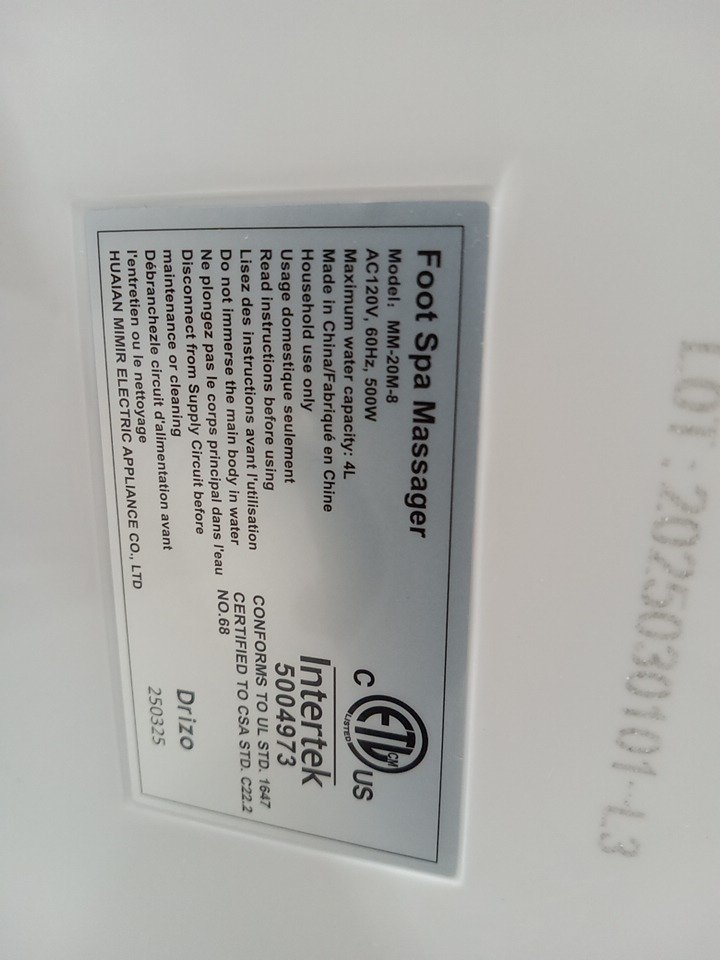 Foot Spa Massager
Model: MM-20M-8
AC120V, 60Hz, 500W
Maximum water capacity: 4L
Made in China/Fabriqué en Chine
Household use only
Usage domestique seulement
Read instructions before using
Lisez des instructions avant l'utilisation
Do not immerse the main body in water
Ne plongez pas le corps principal dans l'eau
Disconnect from Supply Circuit before
maintenance or cleaning
Débranchezle circuit d'alimentation avant
l'entretien ou le nettoyage
HUAIAN MIMIR ELECTRIC APPLIANCE CO., LTD
ETL CM
LISTED
C US
Intertek
5004973
CONFORMS TO UL STD. 1647
CERTIFIED TO CSA STD. C22.2
NO.68
Drizo
250325
LOT:2025030101-L3